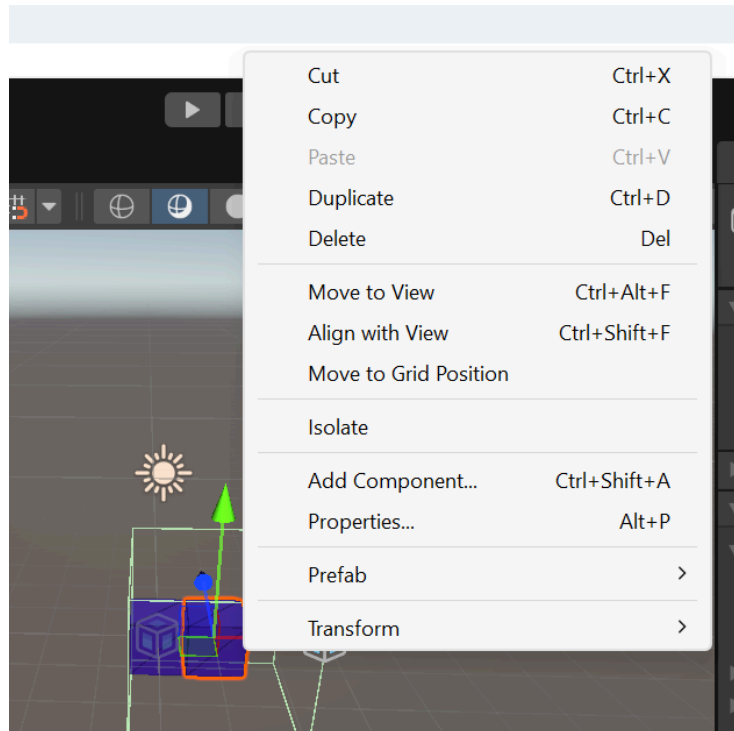 Cut Ctrl+X
Copy Ctrl+C
Paste Ctrl+V
Duplicate Ctrl+D
Delete Del
Move to View Ctrl+Alt+F
Align with View Ctrl+Shift+F
Move to Grid Position
Isolate
Add Component... Ctrl+Shift+A
Properties... Alt+P
Prefab
Transform